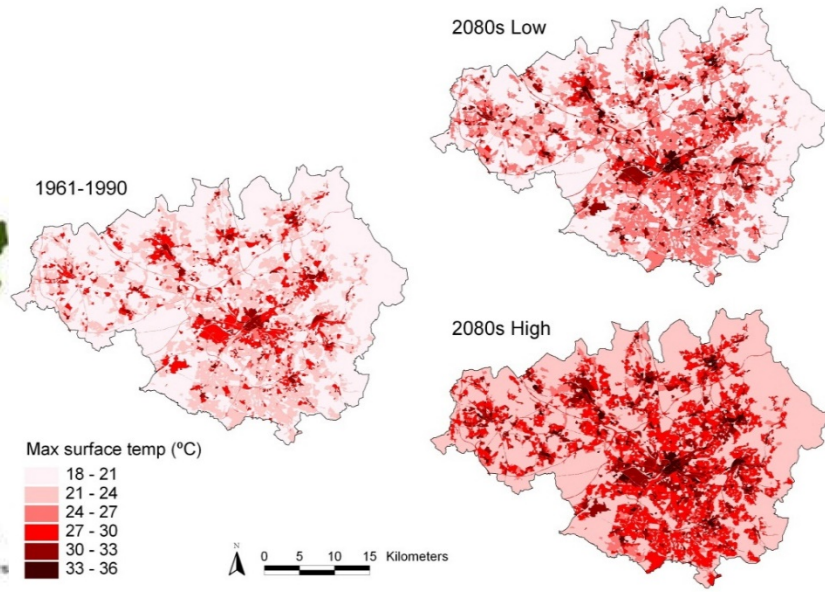 2080s Low
1961-1990
2080s High
Max surface temp (ºC)
18 - 21
21 - 24
24 - 27
27 - 30
30 - 33
33 - 36
N
0 5 10 15 Kilometers